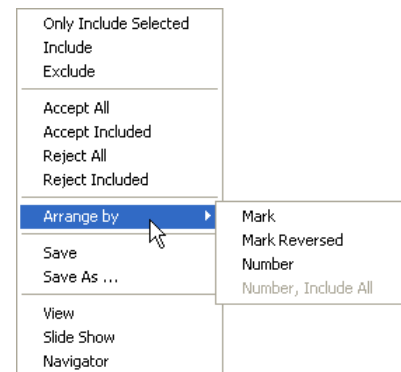 Only Include Selected
Include
Exclude
Accept All
Accept Included
Reject All
Reject Included
Arrange by
Mark
Mark Reversed
Number
Number, Include All
Save
Save As ...
View
Slide Show
Navigator